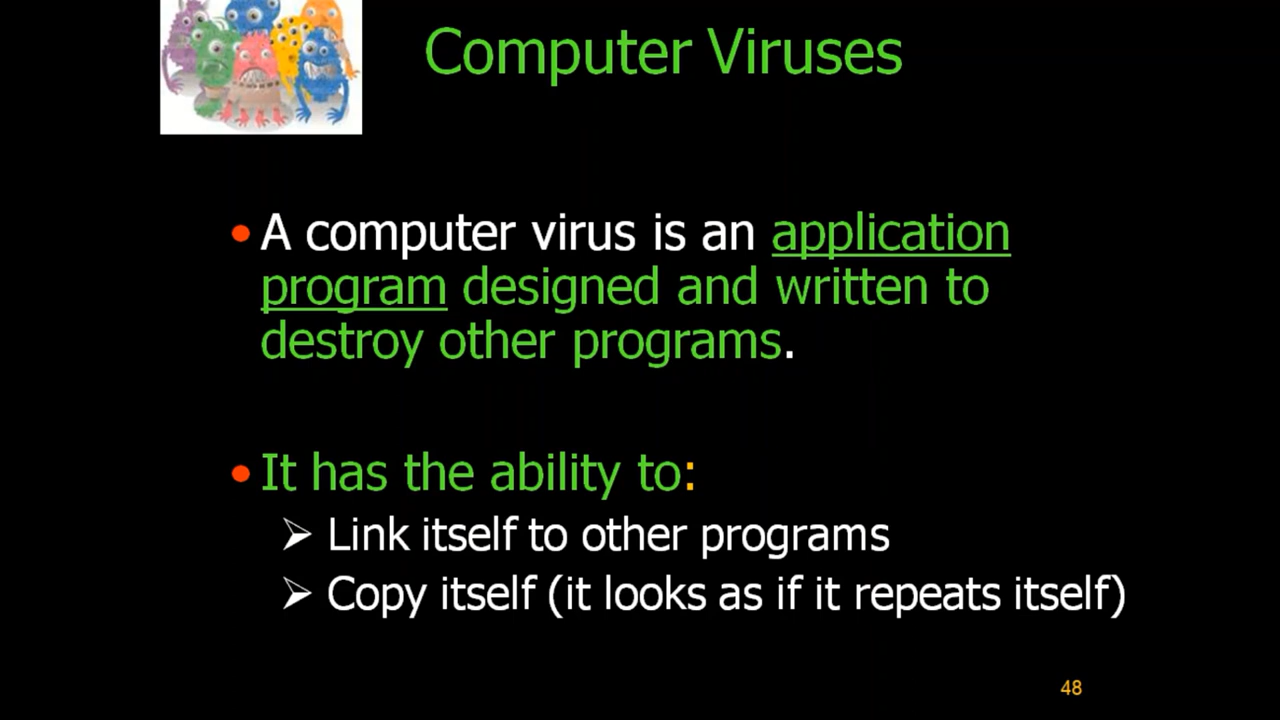 Computer Viruses
• A computer virus is an application
program designed and written to
destroy other programs.
• It has the ability to:
➢ Link itself to other programs
➢ Copy itself (it looks as if it repeats itself)
48